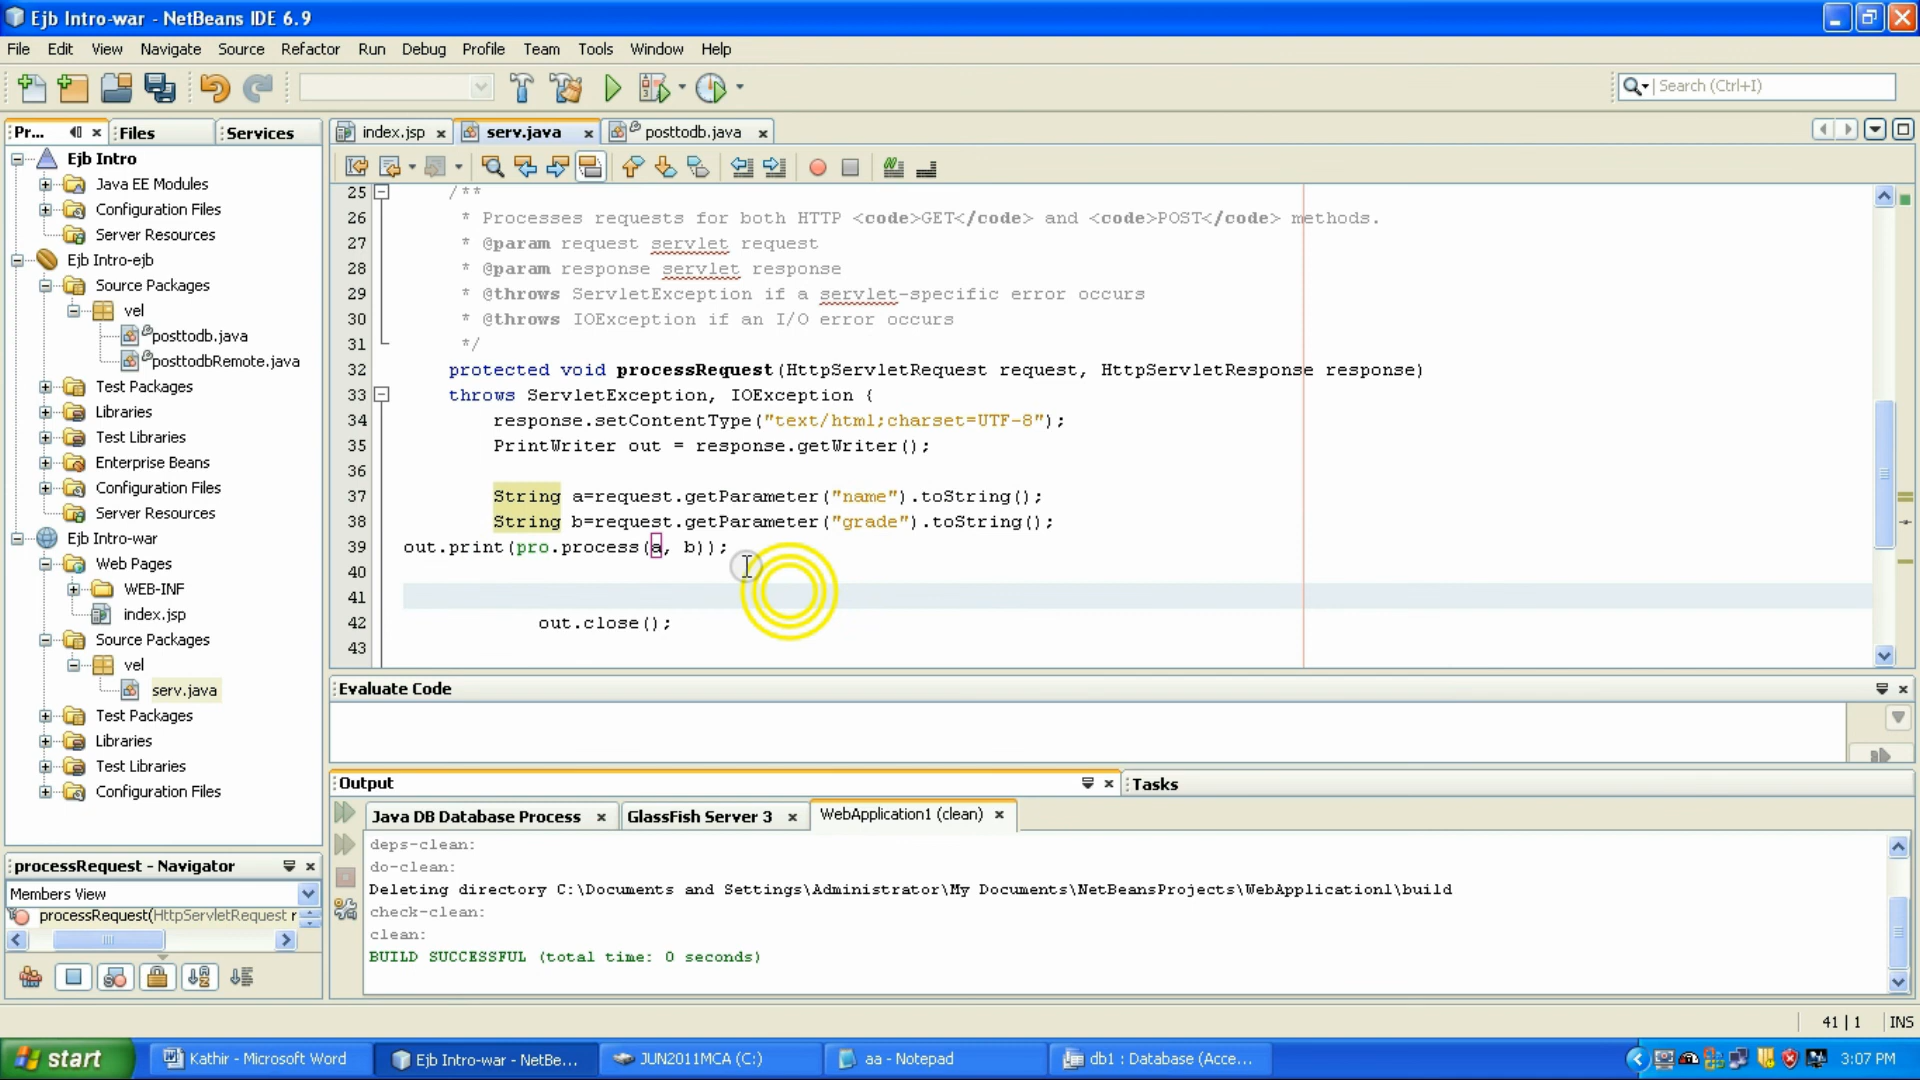 Ejb Intro-war - NetBeans IDE 6.9
File Edit View Navigate Source Refactor Run Debug Profile Team Tools Window Help
Search (Ctrl+I)
Pr... Files Services
index.jsp serv.java posttodb.java
Ejb Intro
Java EE Modules
Configuration Files
Server Resources
Ejb Intro-ejb
Source Packages
vel
posttodb.java
posttodbRemote.java
Test Packages
Libraries
Test Libraries
Enterprise Beans
Configuration Files
Server Resources
Ejb Intro-war
Web Pages
WEB-INF
index.jsp
Source Packages
vel
serv.java
Test Packages
Libraries
Test Libraries
Configuration Files
25 /**
26 * Processes requests for both HTTP <code>GET</code> and <code>POST</code> methods.
27 * @param request servlet request
28 * @param response servlet response
29 * @throws ServletException if a servlet-specific error occurs
30 * @throws IOException if an I/O error occurs
31 */
32 protected void processRequest(HttpServletRequest request, HttpServletResponse response)
33 throws ServletException, IOException {
34 response.setContentType("text/html;charset=UTF-8");
35 PrintWriter out = response.getWriter();
36
37 String a=request.getParameter("name").toString();
38 String b=request.getParameter("grade").toString();
39 out.print(pro.process(a, b));
40
41
42 out.close();
43
Evaluate Code
Output
Tasks
Java DB Database Process GlassFish Server 3 WebApplication1 (clean)
deps-clean:
do-clean:
Deleting directory C:\Documents and Settings\Administrator\My Documents\NetBeansProjects\WebApplication1\build
check-clean:
clean:
BUILD SUCCESSFUL (total time: 0 seconds)
processRequest - Navigator
Members View
processRequest(HttpServletRequest r
41 | 1 INS
start Kathir - Microsoft Word Ejb Intro-war - NetBe... JUN2011MCA (C:) aa - Notepad db1 : Database (Acce... 3:07 PM